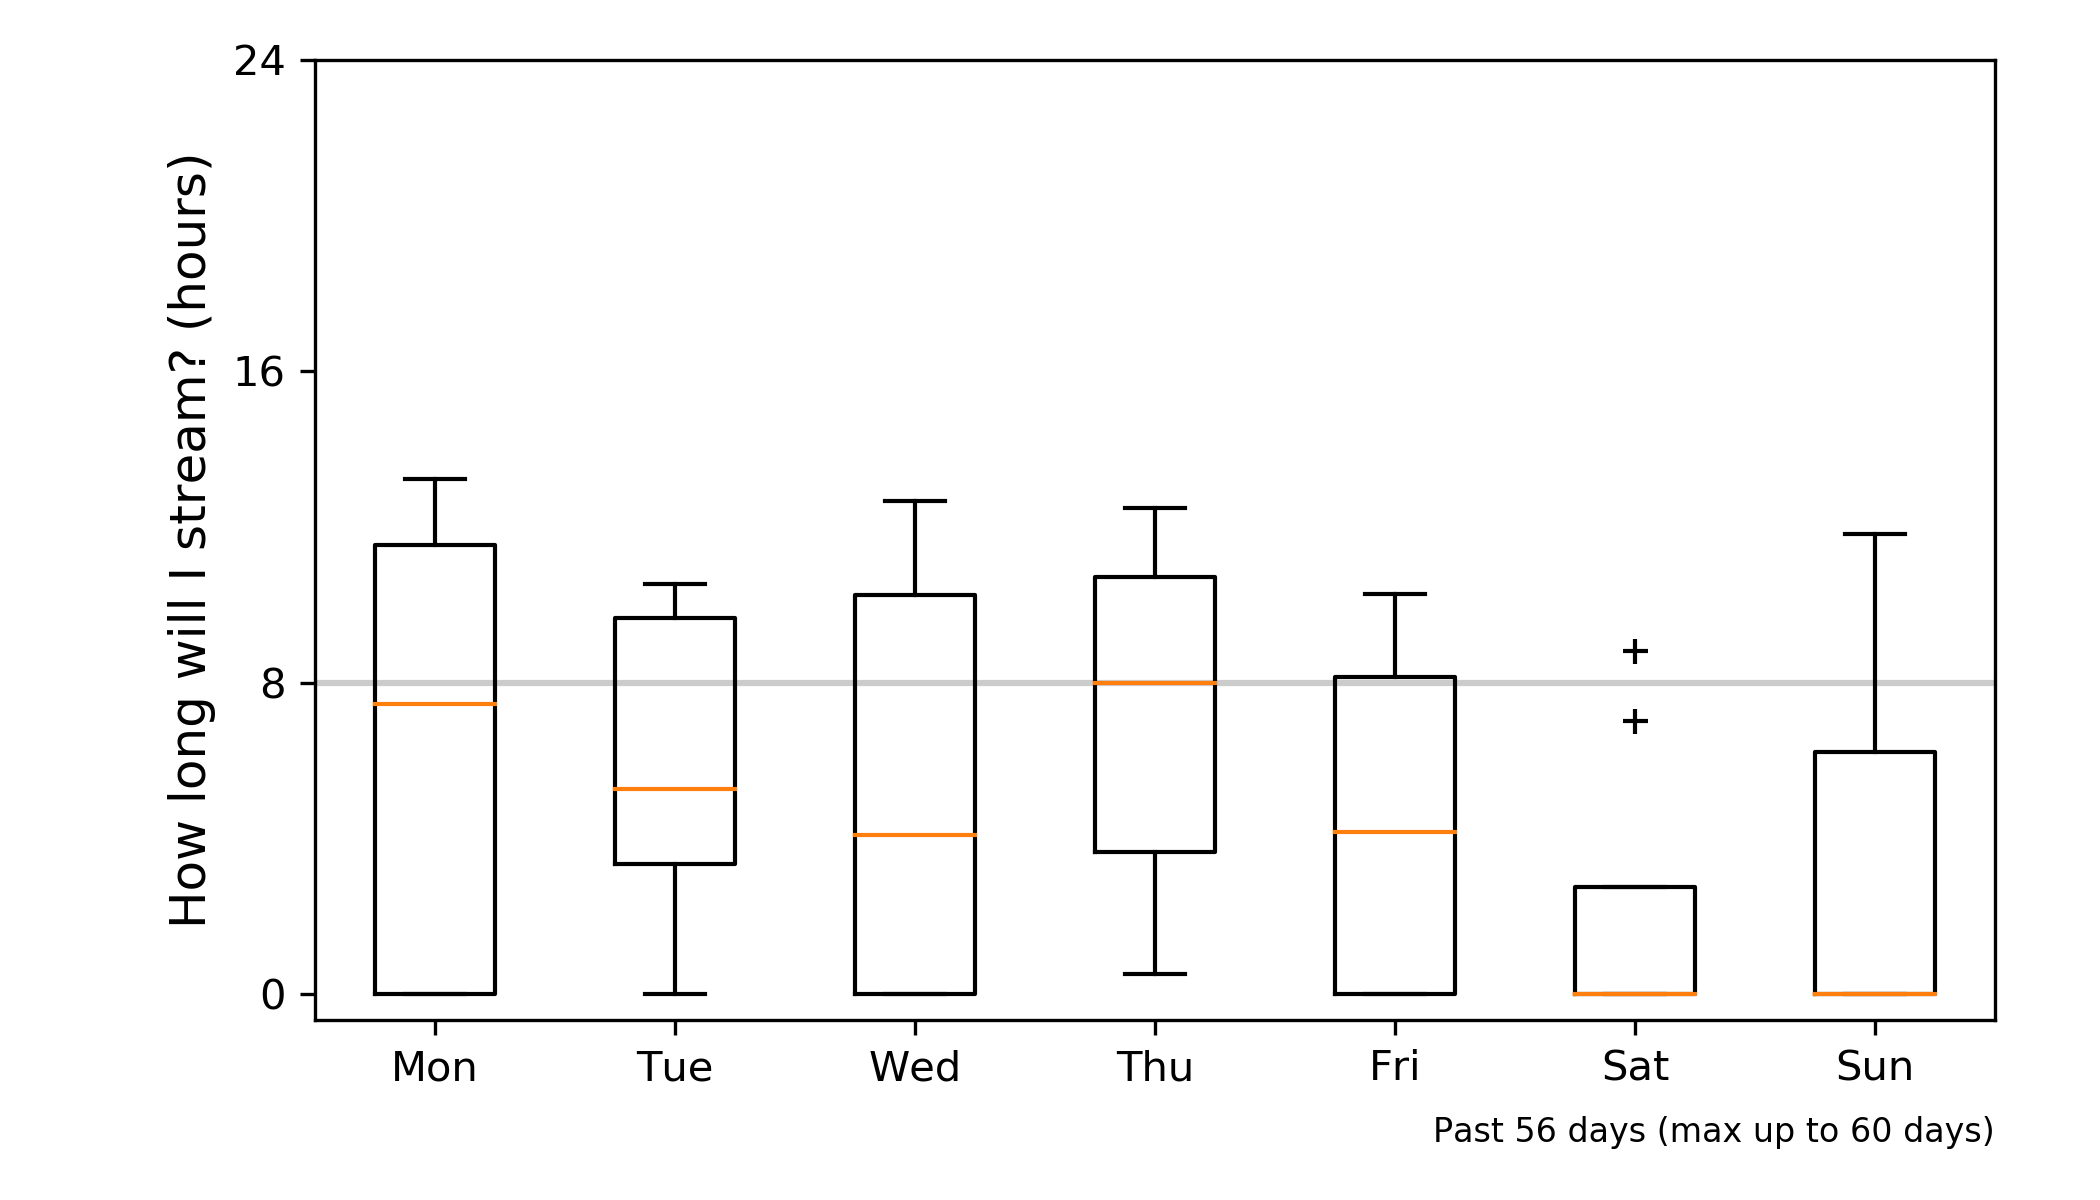 How long will I stream? (hours)
24
16
8
0
Mon Tue Wed Thu Fri Sat Sun
Past 56 days (max up to 60 days)